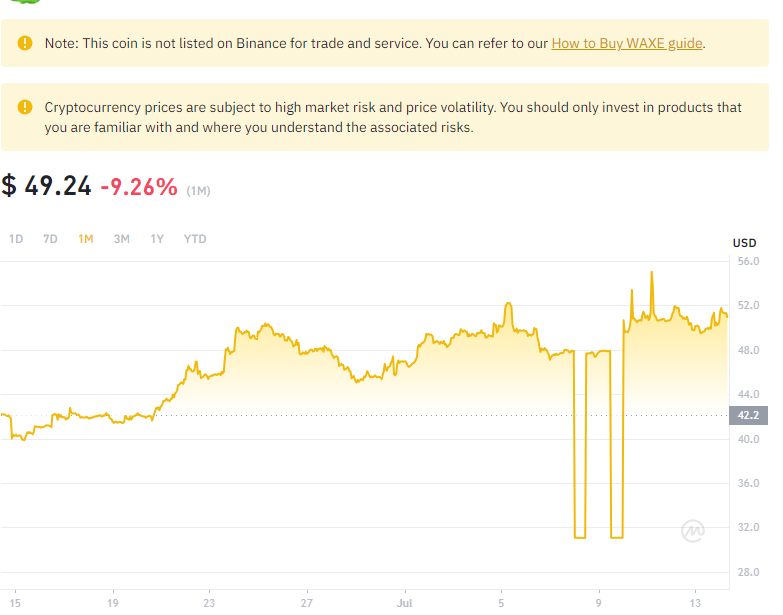 Note: This coin is not listed on Binance for trade and service. You can refer to our How to Buy WAXE guide.
Cryptocurrency prices are subject to high market risk and price volatility. You should only invest in products that
you are familiar with and where you understand the associated risks.
$ 49.24 -9.26% (1M)
1D 7D 1M 3M 1Y YTD
USD
56.0
52.0
48.0
44.0
42.2
40.0
36.0
32.0
28.0
15 19 23 27 Jul 5 9 13